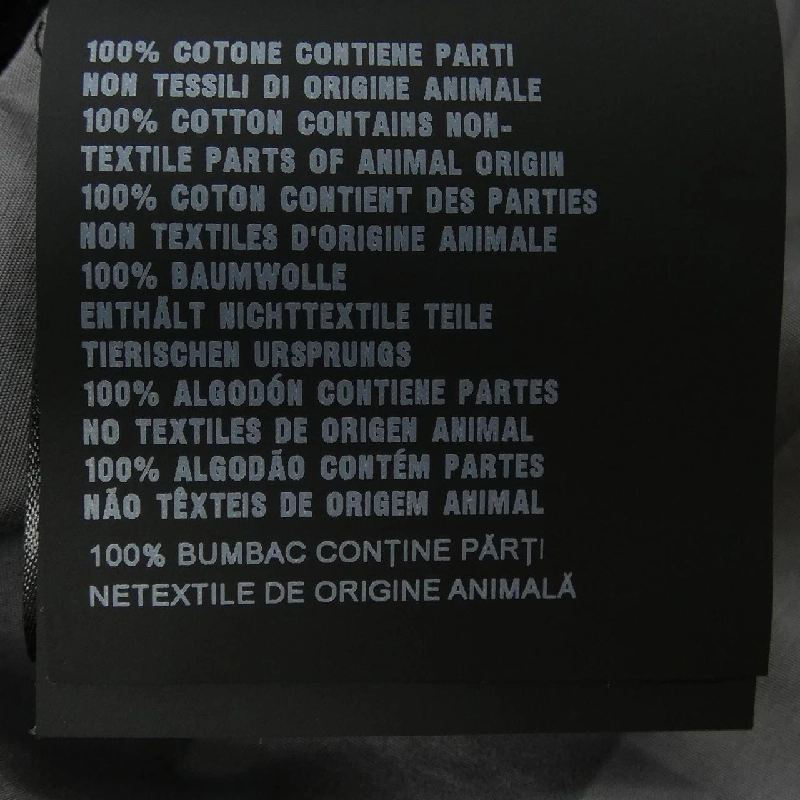 100% COTONE CONTIENE PARTI
NON TESSILI DI ORIGINE ANIMALE
100% COTTON CONTAINS NON-
TEXTILE PARTS OF ANIMAL ORIGIN
100% COTON CONTIENT DES PARTIES
NON TEXTILES D'ORIGINE ANIMALE
100% BAUMWOLLE
ENTHÄLT NICHTTEXTILE TEILE
TIERISCHEN URSPRUNGS
100% ALGODÓN CONTIENE PARTES
NO TEXTILES DE ORIGEN ANIMAL
100% ALGODÃO CONTÉM PARTES
NÃO TÊXTEIS DE ORIGEM ANIMAL
100% BUMBAC CONȚINE PĂRȚI
NETEXTILE DE ORIGINE ANIMALĂ